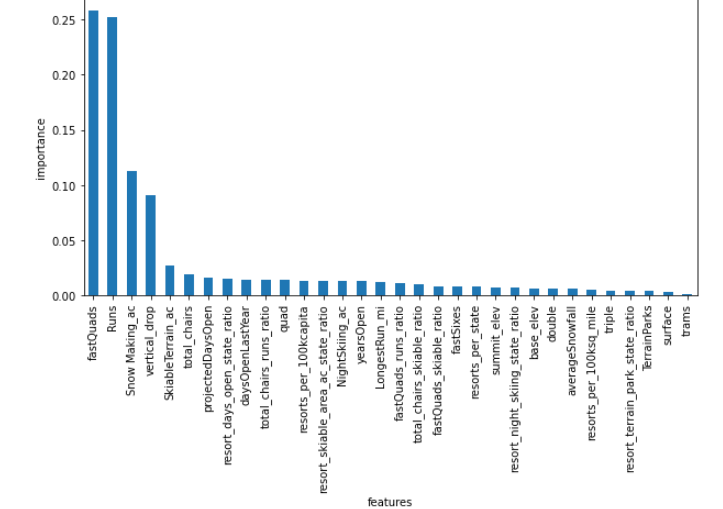 0.25
0.20
0.15
0.10
0.05
0.00
importance
fastQuads
Runs
Snow Making_ac
vertical_drop
SkiableTerrain_ac
total_chairs
projectedDaysOpen
resort_days_open_state_ratio
daysOpenLastYear
total_chairs_runs_ratio
quad
resorts_per_100kcapita
resort_skiable_area_ac_state_ratio
NightSkiing_ac
yearsOpen
LongestRun_mi
fastQuads_runs_ratio
total_chairs_skiable_ratio
fastQuads_skiable_ratio
fastSixes
resorts_per_state
summit_elev
resort_night_skiing_state_ratio
base_elev
double
averageSnowfall
resorts_per_100ksq_mile
triple
resort_terrain_park_state_ratio
TerrainParks
surface
trams
features